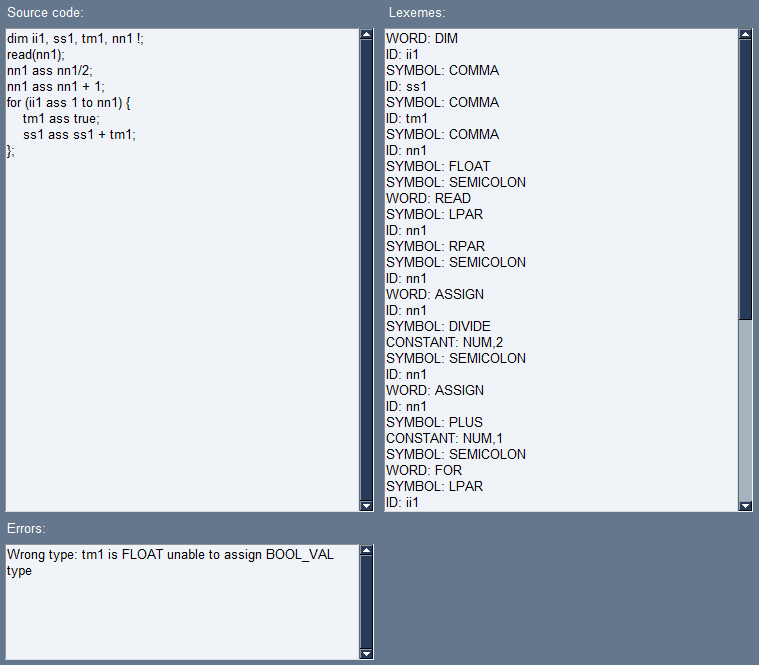 Source code:
dim ii1, ss1, tm1, nn1 !;
read(nn1);
nn1 ass nn1/2;
nn1 ass nn1 + 1;
for (ii1 ass 1 to nn1) {
tm1 ass true;
ss1 ass ss1 + tm1;
};
Lexemes:
WORD: DIM
ID: ii1
SYMBOL: COMMA
ID: ss1
SYMBOL: COMMA
ID: tm1
SYMBOL: COMMA
ID: nn1
SYMBOL: FLOAT
SYMBOL: SEMICOLON
WORD: READ
SYMBOL: LPAR
ID: nn1
SYMBOL: RPAR
SYMBOL: SEMICOLON
ID: nn1
WORD: ASSIGN
ID: nn1
SYMBOL: DIVIDE
CONSTANT: NUM,2
SYMBOL: SEMICOLON
ID: nn1
WORD: ASSIGN
ID: nn1
SYMBOL: PLUS
CONSTANT: NUM,1
SYMBOL: SEMICOLON
WORD: FOR
SYMBOL: LPAR
ID: ii1
Errors:
Wrong type: tm1 is FLOAT unable to assign BOOL_VAL
type